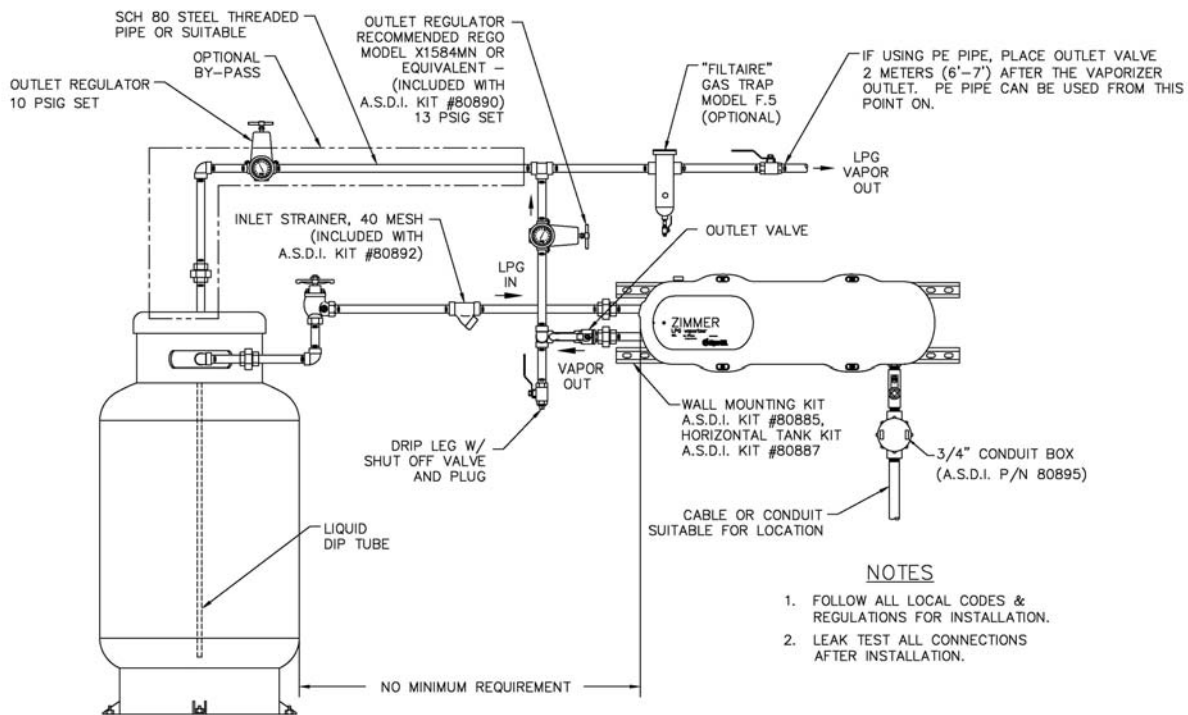 SCH 80 STEEL THREADED
PIPE OR SUITABLE
OPTIONAL
BY-PASS
OUTLET REGULATOR
10 PSIG SET
OUTLET REGULATOR
RECOMMENDED REGO
MODEL X1584MN OR
EQUIVALENT –
(INCLUDED WITH
A.S.D.I. KIT #80890)
13 PSIG SET
"FILTAIRE"
GAS TRAP
MODEL F.5
(OPTIONAL)
IF USING PE PIPE, PLACE OUTLET VALVE
2 METERS (6'-7') AFTER THE VAPORIZER
OUTLET. PE PIPE CAN BE USED FROM THIS
POINT ON.
LPG
VAPOR
OUT
INLET STRAINER, 40 MESH
(INCLUDED WITH
A.S.D.I. KIT #80892)
LPG
IN
OUTLET VALVE
ZIMMER
LPG vaporizer
VAPOR
OUT
WALL MOUNTING KIT
A.S.D.I. KIT #80885,
HORIZONTAL TANK KIT
A.S.D.I. KIT #80887
DRIP LEG W/
SHUT OFF VALVE
AND PLUG
3/4" CONDUIT BOX
(A.S.D.I. P/N 80895)
CABLE OR CONDUIT
SUITABLE FOR LOCATION
LIQUID
DIP TUBE
NOTES
1. FOLLOW ALL LOCAL CODES &
REGULATIONS FOR INSTALLATION.
2. LEAK TEST ALL CONNECTIONS
AFTER INSTALLATION.
NO MINIMUM REQUIREMENT